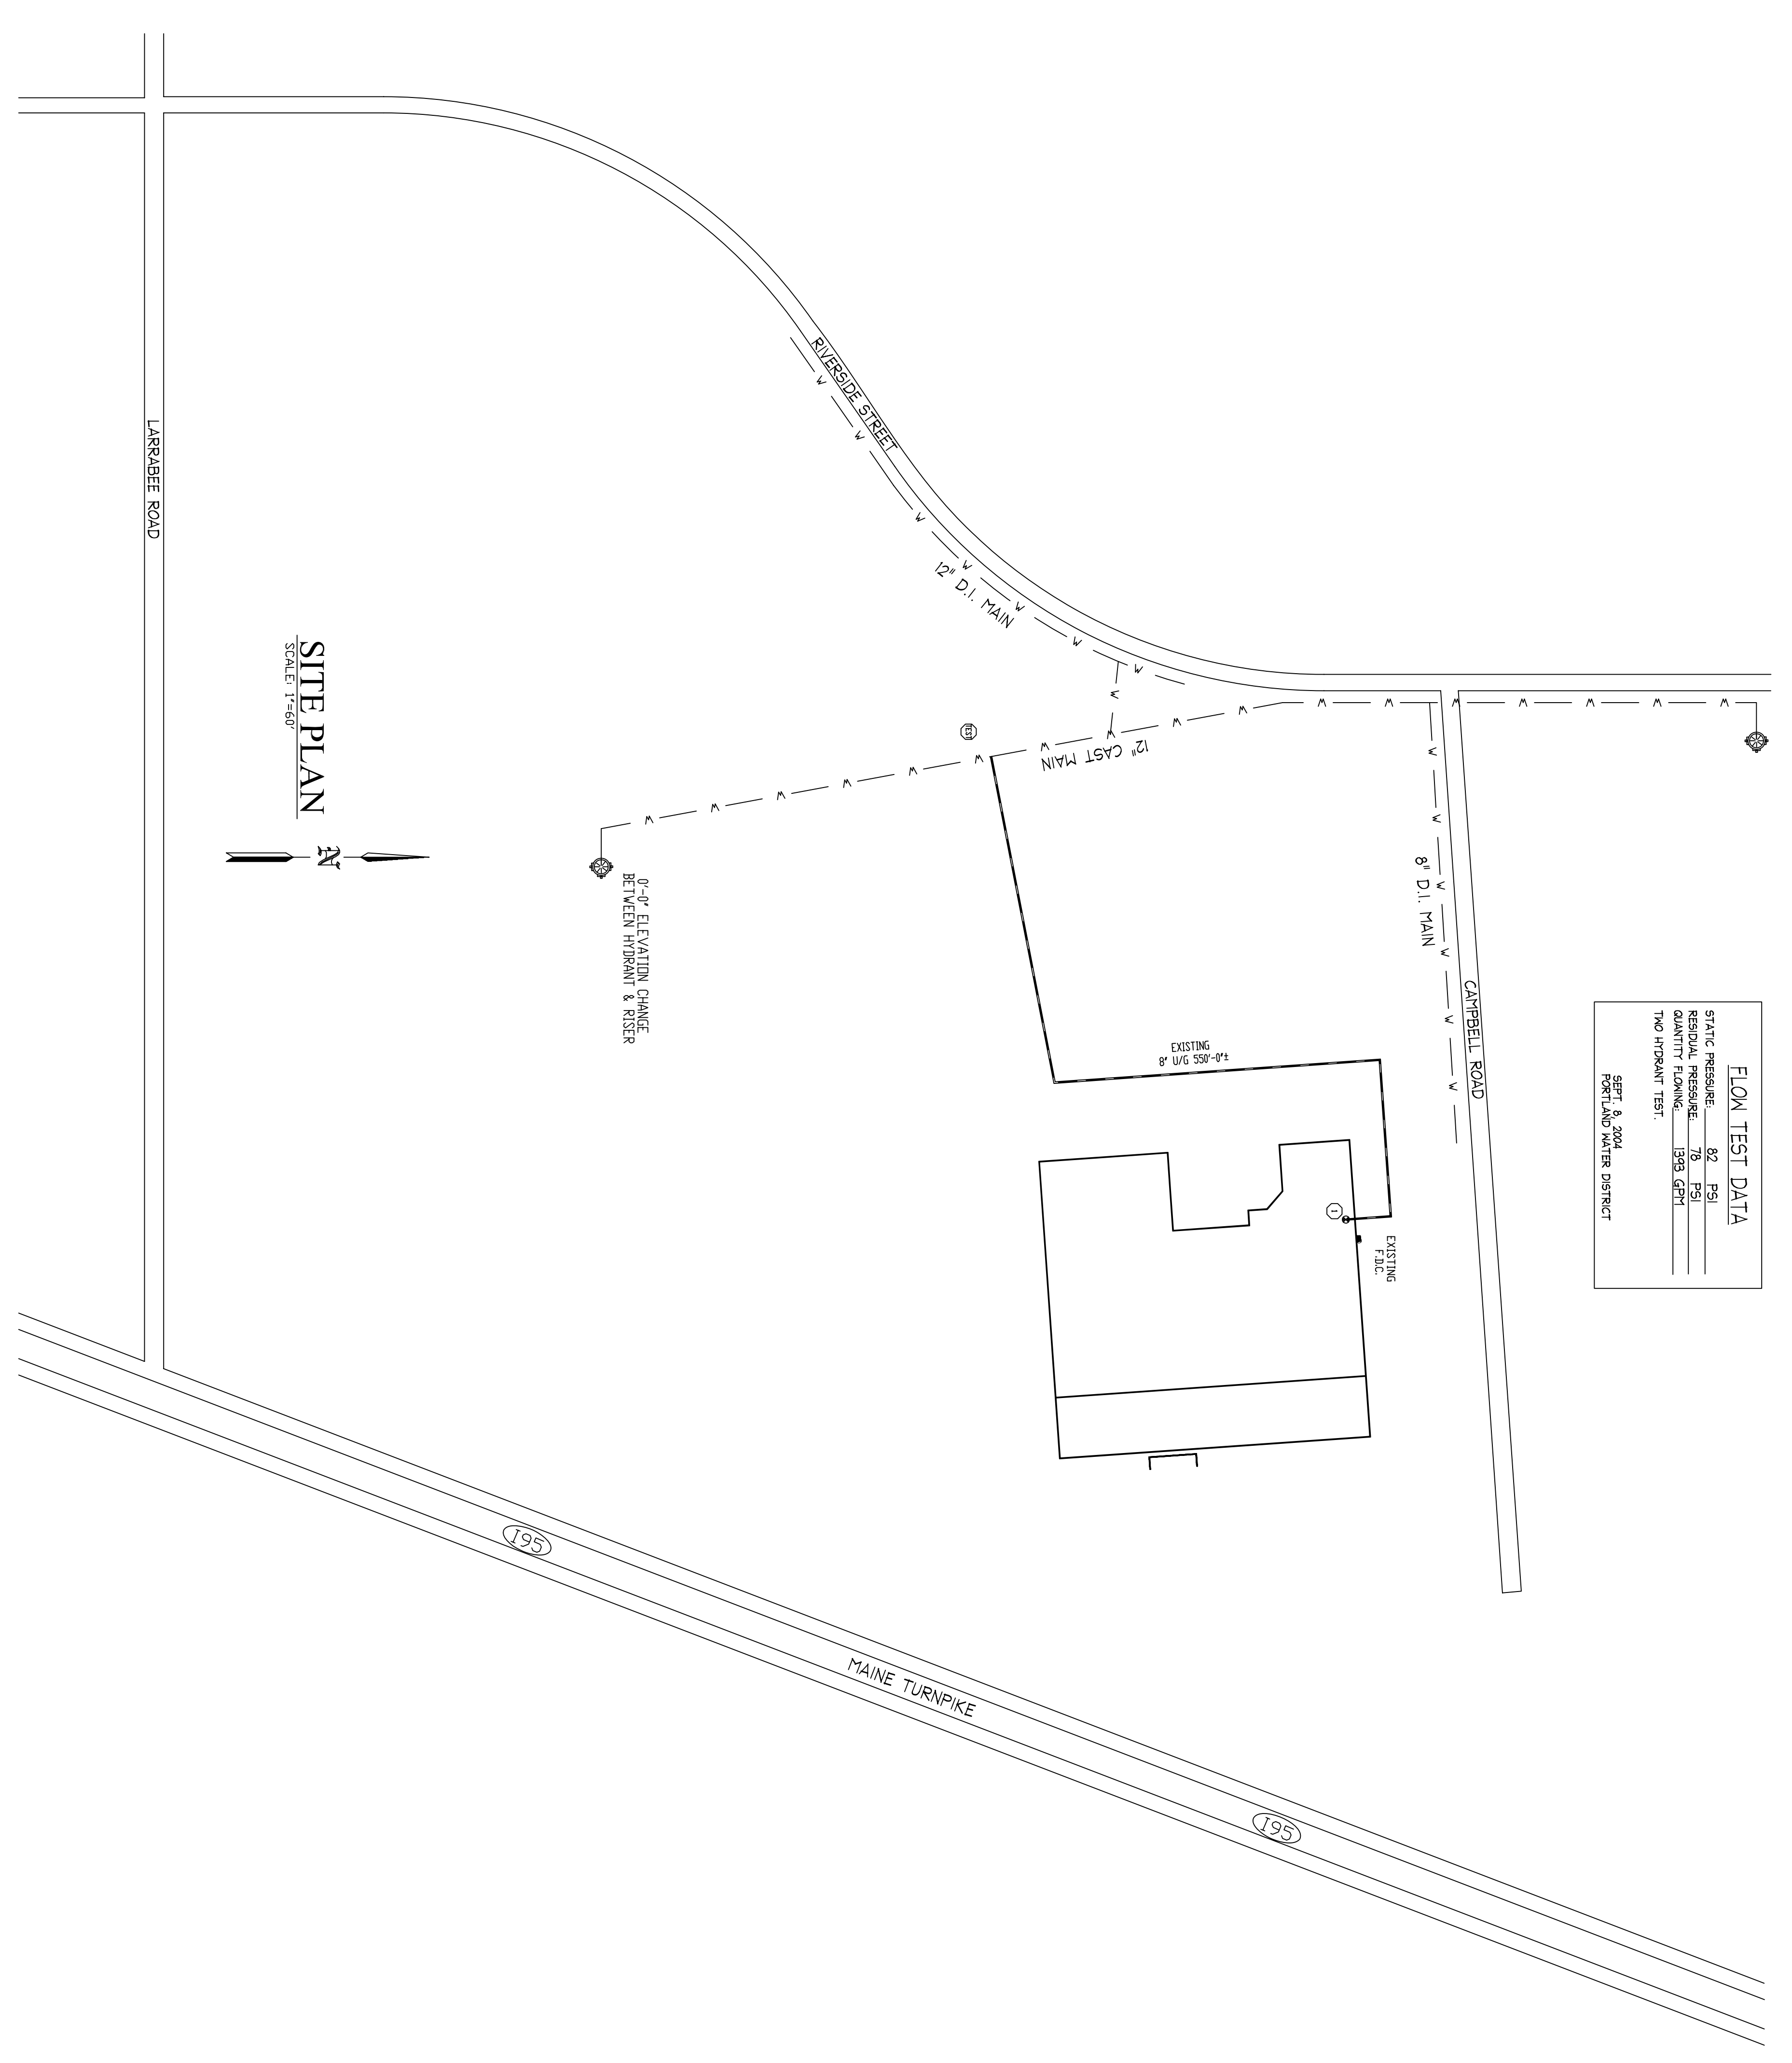 FLOW TEST DATA
STATIC PRESSURE: 82 PSI
RESIDUAL PRESSURE: 78 PSI
QUANTITY FLOWING: 1393 GPM
TWO HYDRANT TEST.
SEPT. 8, 2004
PORTLAND WATER DISTRICT
CAMPBELL ROAD
8" D.I. MAIN
W
W
W
W
W
W
W
W
W
W
W
W
W
EXISTING
F.D.C.
1
EXISTING
8" U/G 550'-0"±
12" CAST MAIN
W
W
W
W
W
W
W
W
W
W
W
TEST
12" D.I. MAIN
W
W
W
W
W
W
W
RIVERSIDE STREET
0'-0" ELEVATION CHANGE
BETWEEN HYDRANT & RISER
SITE PLAN
SCALE: 1"=60'
N
LARRABEE ROAD
I95
MAINE TURNPIKE
I95